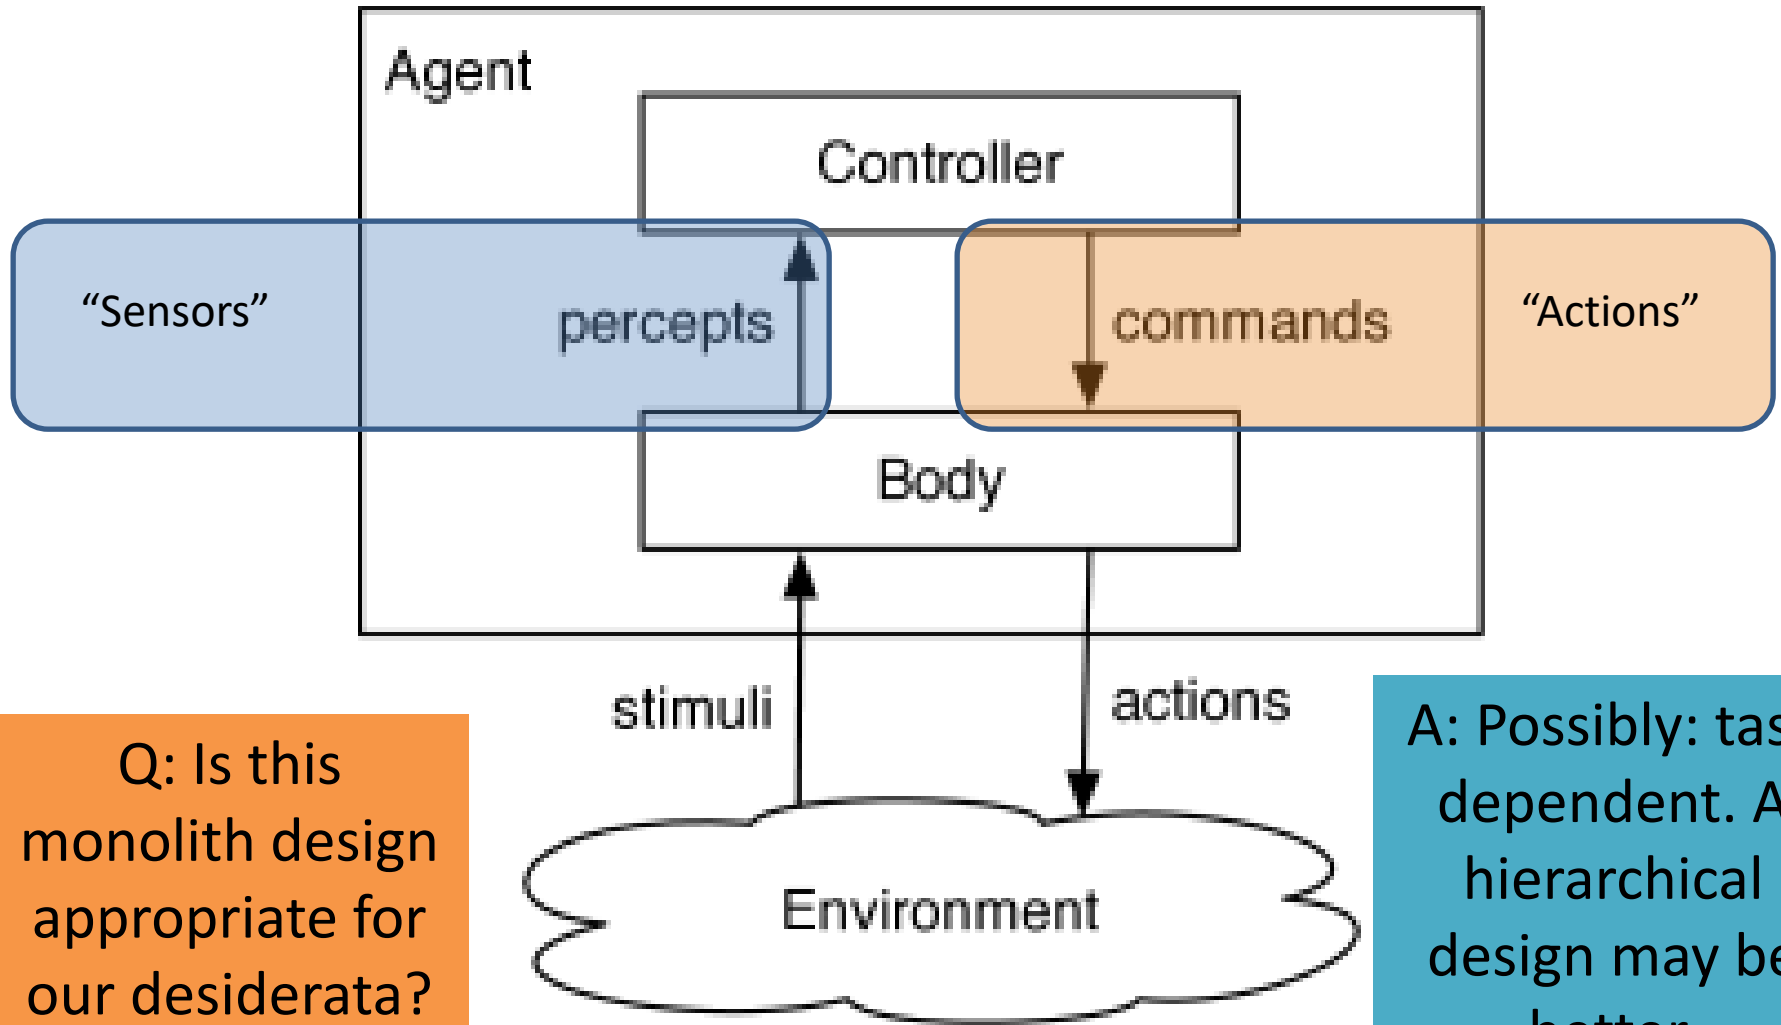 Agent
Controller
“Sensors”
percepts
commands
“Actions”
Body
stimuli
actions
Q: Is this
monolith design
appropriate for
our desiderata?
Environment
A: Possibly:
dependent. A
hierarchical
design may be